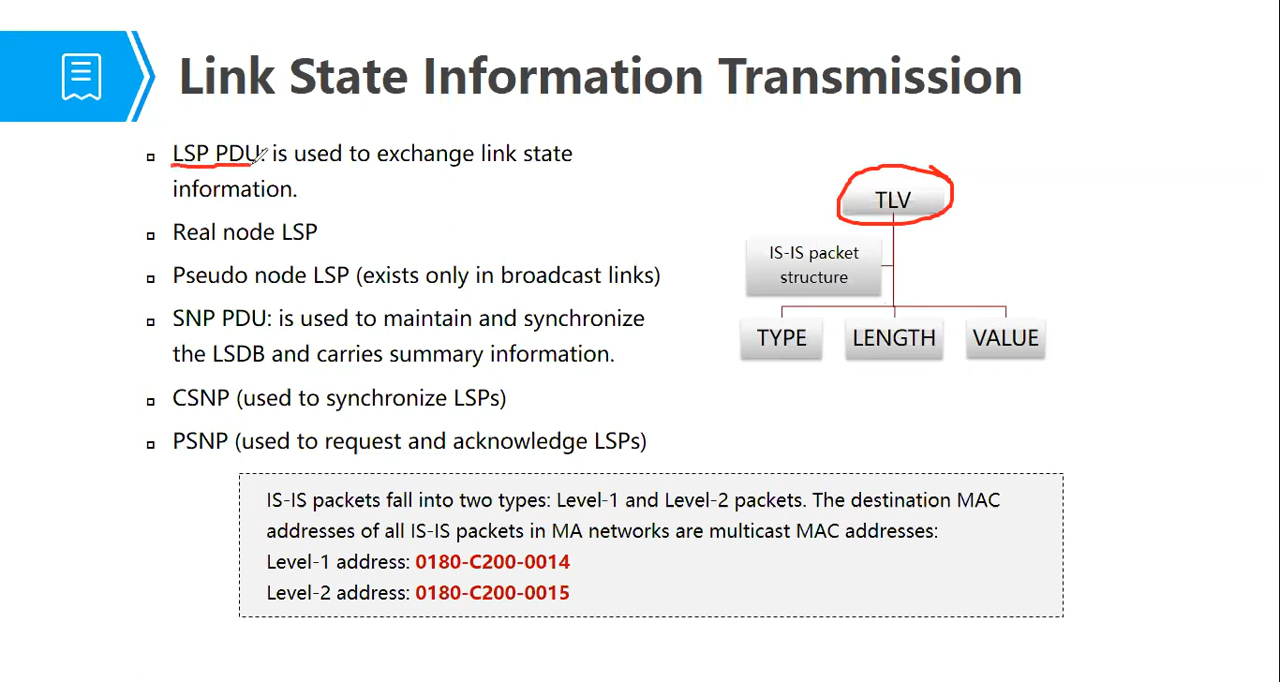 Link State Information Transmission
LSP PDU: is used to exchange link state
information.
Real node LSP
Pseudo node LSP (exists only in broadcast links)
SNP PDU: is used to maintain and synchronize
the LSDB and carries summary information.
CSNP (used to synchronize LSPs)
PSNP (used to request and acknowledge LSPs)
TLV
IS-IS packet
structure
TYPE
LENGTH
VALUE
IS-IS packets fall into two types: Level-1 and Level-2 packets. The destination MAC
addresses of all IS-IS packets in MA networks are multicast MAC addresses:
Level-1 address: 0180-C200-0014
Level-2 address: 0180-C200-0015